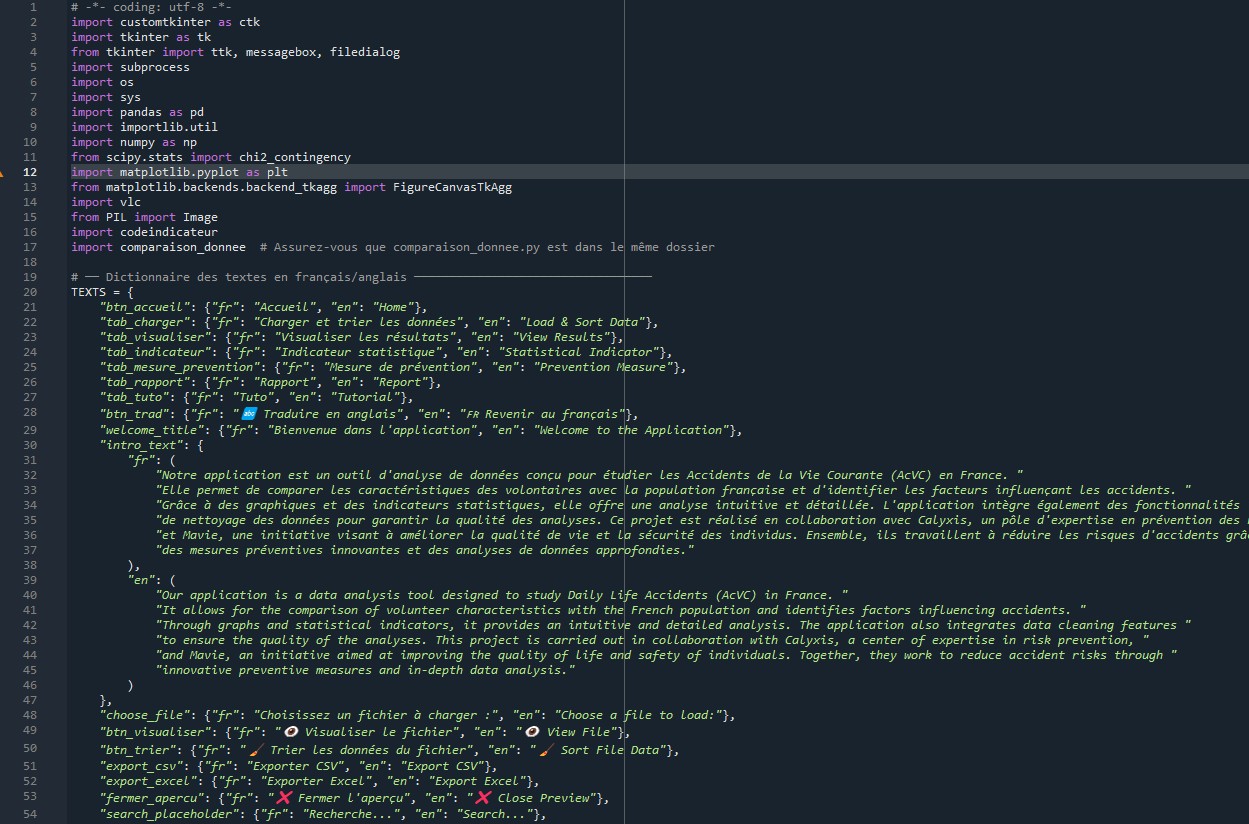 1 # -*- coding: utf-8 -*-
2 import customtkinter as ctk
3 import tkinter as tk
4 from tkinter import ttk, messagebox, filedialog
5 import subprocess
6 import os
7 import sys
8 import pandas as pd
9 import importlib.util
10 import numpy as np
11 from scipy.stats import chi2_contingency
12 import matplotlib.pyplot as plt
13 from matplotlib.backends.backend_tkagg import FigureCanvasTkAgg
14 import vlc
15 from PIL import Image
16 import codeindicateur
17 import comparaison_donnee  # Assurez-vous que comparaison_donnee.py est dans le même dossier
18
19 # ── Dictionnaire des textes en français/anglais ──────────────────────────────────
20 TEXTS = {
21     "btn_accueil": {"fr": "Accueil", "en": "Home"},
22     "tab_charger": {"fr": "Charger et trier les données", "en": "Load & Sort Data"},
23     "tab_visualiser": {"fr": "Visualiser les résultats", "en": "View Results"},
24     "tab_indicateur": {"fr": "Indicateur statistique", "en": "Statistical Indicator"},
25     "tab_mesure_prevention": {"fr": "Mesure de prévention", "en": "Prevention Measure"},
26     "tab_rapport": {"fr": "Rapport", "en": "Report"},
27     "tab_tuto": {"fr": "Tuto", "en": "Tutorial"},
28     "btn_trad": {"fr": "🔤 Traduire en anglais", "en": "🇫🇷 Revenir au français"},
29     "welcome_title": {"fr": "Bienvenue dans l'application", "en": "Welcome to the Application"},
30     "intro_text": {
31         "fr": (
32             "Notre application est un outil d'analyse de données conçu pour étudier les Accidents de la Vie Courante (AcVC) en France. "
33             "Elle permet de comparer les caractéristiques des volontaires avec la population française et d'identifier les facteurs influençant les accidents. "
34             "Grâce à des graphiques et des indicateurs statistiques, elle offre une analyse intuitive et détaillée. L'application intègre également des fonctionnalités
35             "de nettoyage des données pour garantir la qualité des analyses. Ce projet est réalisé en collaboration avec Calyxis, un pôle d'expertise en prévention des
36             "et Mavie, une initiative visant à améliorer la qualité de vie et la sécurité des individus. Ensemble, ils travaillent à réduire les risques d'accidents grâ
37             "des mesures préventives innovantes et des analyses de données approfondies."
38         ),
39         "en": (
40             "Our application is a data analysis tool designed to study Daily Life Accidents (AcVC) in France. "
41             "It allows for the comparison of volunteer characteristics with the French population and identifies factors influencing accidents. "
42             "Through graphs and statistical indicators, it provides an intuitive and detailed analysis. The application also integrates data cleaning features "
43             "to ensure the quality of the analyses. This project is carried out in collaboration with Calyxis, a center of expertise in risk prevention, "
44             "and Mavie, an initiative aimed at improving the quality of life and safety of individuals. Together, they work to reduce accident risks through "
45             "innovative preventive measures and in-depth data analysis."
46         )
47     },
48     "choose_file": {"fr": "Choisissez un fichier à charger :", "en": "Choose a file to load:"},
49     "btn_visualiser": {"fr": "👁️ Visualiser le fichier", "en": "👁️ View File"},
50     "btn_trier": {"fr": "🧹 Trier les données du fichier", "en": "🧹 Sort File Data"},
51     "export_csv": {"fr": "Exporter CSV", "en": "Export CSV"},
52     "export_excel": {"fr": "Exporter Excel", "en": "Export Excel"},
53     "fermer_apercu": {"fr": "❌ Fermer l'aperçu", "en": "❌ Close Preview"},
54     "search_placeholder": {"fr": "Recherche...", "en": "Search..."},